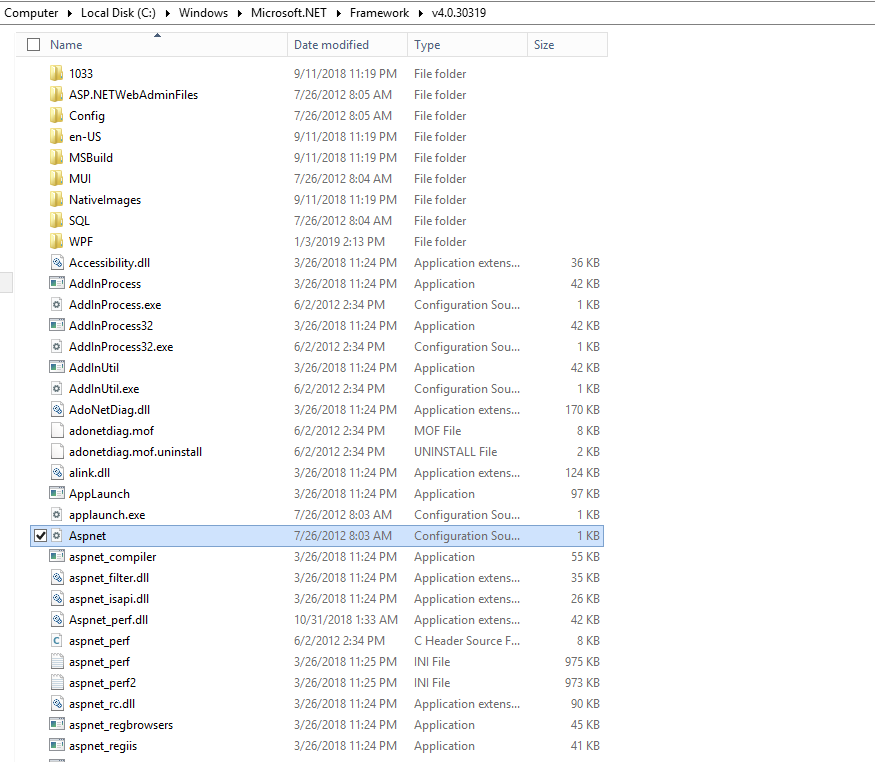 Computer Local Disk (C:) Windows Microsoft.NET Framework v4.0.30319
Name Date modified Type Size
1033 9/11/2018 11:19 PM File folder
ASP.NETWebAdminFiles 7/26/2012 8:05 AM File folder
Config 7/26/2012 8:05 AM File folder
en-US 9/11/2018 11:19 PM File folder
MSBuild 9/11/2018 11:19 PM File folder
MUI 7/26/2012 8:04 AM File folder
NativeImages 9/11/2018 11:19 PM File folder
SQL 7/26/2012 8:04 AM File folder
WPF 1/3/2019 2:13 PM File folder
Accessibility.dll 3/26/2018 11:24 PM Application extens... 36 KB
AddInProcess 3/26/2018 11:24 PM Application 42 KB
AddInProcess.exe 6/2/2012 2:34 PM Configuration Sou... 1 KB
AddInProcess32 3/26/2018 11:24 PM Application 42 KB
AddInProcess32.exe 6/2/2012 2:34 PM Configuration Sou... 1 KB
AddInUtil 3/26/2018 11:24 PM Application 42 KB
AddInUtil.exe 6/2/2012 2:34 PM Configuration Sou... 1 KB
AdoNetDiag.dll 3/26/2018 11:24 PM Application extens... 170 KB
adonetdiag.mof 6/2/2012 2:34 PM MOF File 8 KB
adonetdiag.mof.uninstall 6/2/2012 2:34 PM UNINSTALL File 2 KB
alink.dll 3/26/2018 11:24 PM Application extens... 124 KB
AppLaunch 3/26/2018 11:24 PM Application 97 KB
applaunch.exe 7/26/2012 8:03 AM Configuration Sou... 1 KB
Aspnet 7/26/2012 8:03 AM Configuration Sou... 1 KB
aspnet_compiler 3/26/2018 11:24 PM Application 55 KB
aspnet_filter.dll 3/26/2018 11:24 PM Application extens... 35 KB
aspnet_isapi.dll 3/26/2018 11:24 PM Application extens... 26 KB
Aspnet_perf.dll 10/31/2018 1:33 AM Application extens... 42 KB
aspnet_perf 6/2/2012 2:34 PM C Header Source F... 8 KB
aspnet_perf 3/26/2018 11:25 PM INI File 975 KB
aspnet_perf2 3/26/2018 11:25 PM INI File 973 KB
aspnet_rc.dll 3/26/2018 11:24 PM Application extens... 90 KB
aspnet_regbrowsers 3/26/2018 11:24 PM Application 45 KB
aspnet_regiis 3/26/2018 11:24 PM Application 41 KB